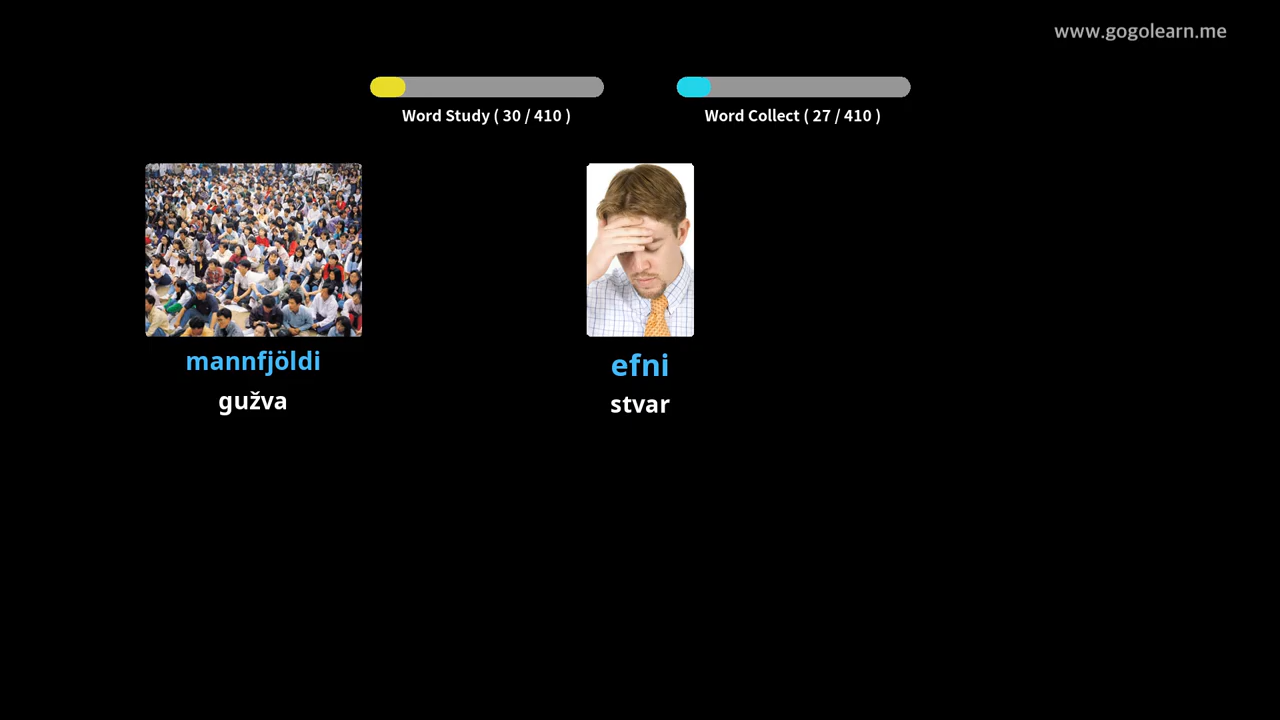 www.gogolearn.me
Word Study ( 30 / 410 )
Word Collect ( 27 / 410 )
mannfjöldi
gužva
efni
stvar